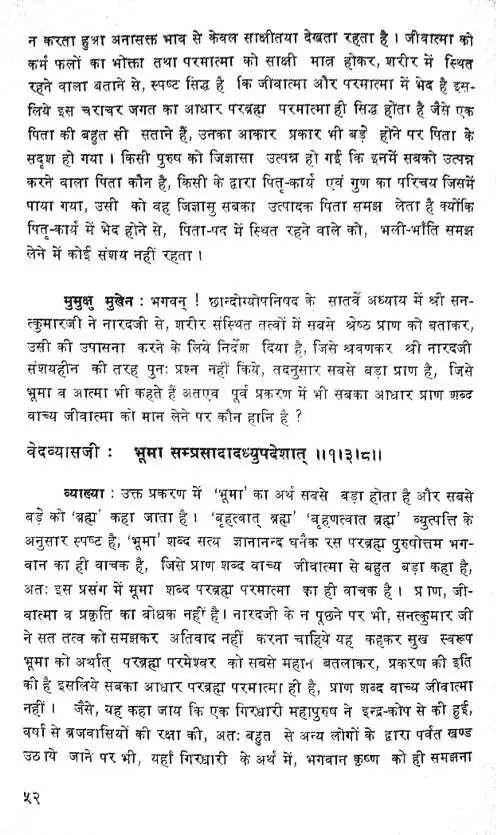 न करता हुआ अनासक्त भाव से केवल साक्षीतया देखता रहता है । जीवात्मा को
कर्म फलों का भोक्ता तथा परमात्मा को साक्षी मात्न होकर, शरीर में स्थित
रहने वाला बताने से, स्पष्ट सिद्ध है कि जीवात्मा और परमात्मा में भेद है इस-
लिये इस चराचर जगत का आधार परब्रह्म परमात्मा ही सिद्ध होता है जैसे एक
पिता की बहुत सी सताने हैं, उनका आकार प्रकार भी बड़े होने पर पिता के
सदृश हो गया । किसी पुरुष को जिज्ञासा उत्पन्न हो गई कि इनमें सबको उत्पन्न
करने वाला पिता कौन है, किसी के द्वारा पितृ-कार्य एवं गुण का परिचय जिसमें
पाया गया, उसी को वह जिज्ञासु सबका उत्पादक पिता समझ लेता है क्योंकि
पितृ-कार्य में भेद होने से, पिता-पद में स्थित रहने वाले को, भली-भाँति समझ
लेने में कोई संशय नहीं रहता ।
मुमुक्षु मुखेन : भगवन् ! छान्दोग्योपनिषद के सातवें अध्याय में श्री सन-
त्कुमारजी ने नारदजी से, शरीर संस्थित तत्वों में सबसे श्रेष्ठ प्राण को बताकर,
उसी की उपासना करने के लिये निर्देश दिया है, जिसे श्रवणकर श्री नारदजी
संशयहीन की तरह पुनः प्रश्न नहीं किये, तदनुसार सबसे बड़ा प्राण है, जिसे
भूमा व आत्मा भी कहते हैं अतएव पूर्व प्रकरण में भी सबका आधार प्राण शब्द
वाच्य जीवात्मा को मान लेने पर कौन हानि है ?
वेदव्यासजी : भूमा सम्प्रसादादध्युपदेशात् ॥१।३।८॥
व्याख्या : उक्त प्रकरण में 'भूमा' का अर्थ सबसे बड़ा होता है और सबसे
बड़े को 'ब्रह्म' कहा जाता है । 'बृहत्वात् ब्रह्म' 'बृहणत्वात ब्रह्म' व्युत्पत्ति के
अनुसार स्पष्ट है, 'भूमा' शब्द सत्य ज्ञानानन्द घनैक रस परब्रह्म पुरुषोत्तम भग-
वान का ही वाचक है, जिसे प्राण शब्द वाच्य जीवात्मा से बहुत बड़ा कहा है,
अतः इस प्रसंग में मूमा शब्द परब्रह्म परमात्मा का ही वाचक है । प्राण, जी-
वात्मा व प्रकृति का बोधक नहीं है । नारदजी के न पूछने पर भी, सनत्कुमार जी
ने सत तत्व को समझकर अतिवाद नहीं करना चाहिये यह कहकर सुख स्वरूप
भूमा को अर्थात् परब्रह्म परमेश्वर को सबसे महान बतलाकर, प्रकरण की इति
की है इसलिये सबका आधार परब्रह्म परमात्मा ही है, प्राण शब्द वाच्य जीवात्मा
नहीं । जैसे, यह कहा जाय कि एक गिरधारी महापुरुष ने इन्द्र-कोप से की हुई,
वर्षा से ब्रजवासियों की रक्षा की, अतः बहुत से अन्य लोगों के द्वारा पर्वत खण्ड
उठाये जाने पर भी, यहाँ गिरधारी के अर्थ में, भगवान कृष्ण को ही समझना
५२